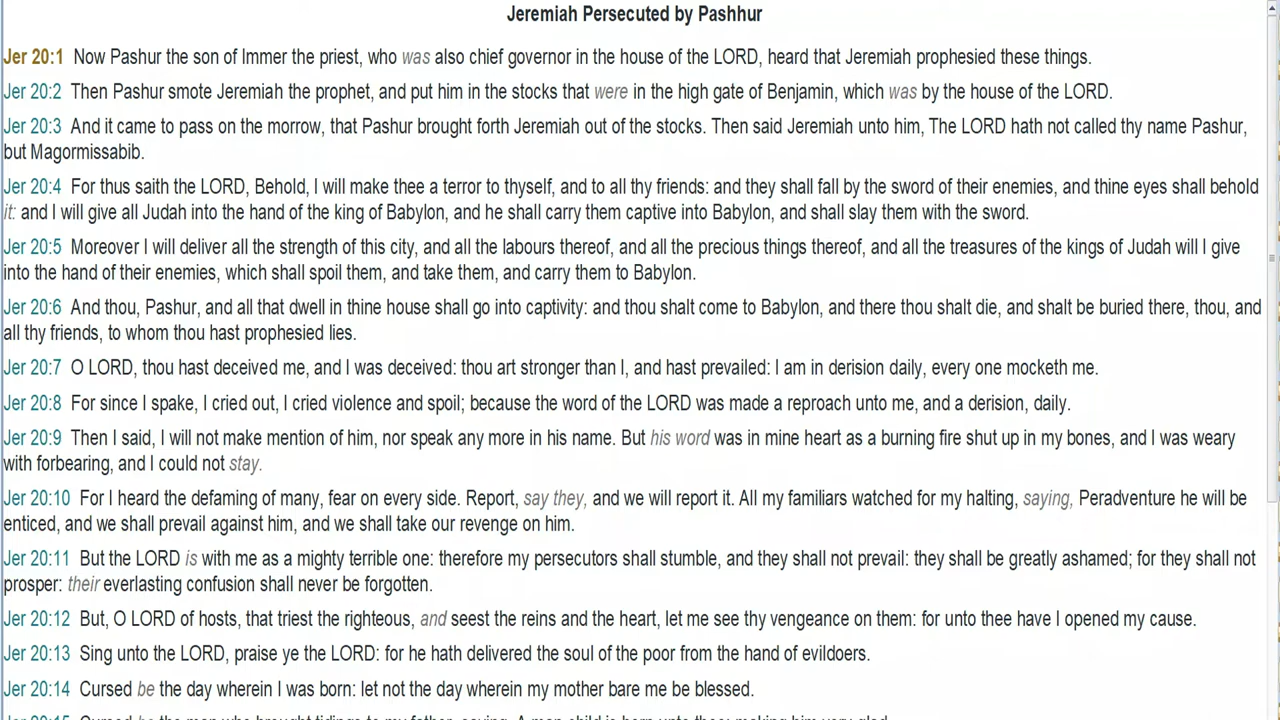 Jeremiah Persecuted by Pashhur
Jer 20:1 Now Pashur the son of Immer the priest, who was also chief governor in the house of the LORD, heard that Jeremiah prophesied these things.
Jer 20:2 Then Pashur smote Jeremiah the prophet, and put him in the stocks that were in the high gate of Benjamin, which was by the house of the LORD.
Jer 20:3 And it came to pass on the morrow, that Pashur brought forth Jeremiah out of the stocks. Then said Jeremiah unto him, The LORD hath not called thy name Pashur,
but Magormissabib.
Jer 20:4 For thus saith the LORD, Behold, I will make thee a terror to thyself, and to all thy friends: and they shall fall by the sword of their enemies, and thine eyes shall behold
it: and I will give all Judah into the hand of the king of Babylon, and he shall carry them captive into Babylon, and shall slay them with the sword.
Jer 20:5 Moreover I will deliver all the strength of this city, and all the labours thereof, and all the precious things thereof, and all the treasures of the kings of Judah will I give
into the hand of their enemies, which shall spoil them, and take them, and carry them to Babylon.
Jer 20:6 And thou, Pashur, and all that dwell in thine house shall go into captivity: and thou shalt come to Babylon, and there thou shalt die, and shalt be buried there, thou, and
all thy friends, to whom thou hast prophesied lies.
Jer 20:7 O LORD, thou hast deceived me, and I was deceived: thou art stronger than I, and hast prevailed: I am in derision daily, every one mocketh me.
Jer 20:8 For since I spake, I cried out, I cried violence and spoil; because the word of the LORD was made a reproach unto me, and a derision, daily.
Jer 20:9 Then I said, I will not make mention of him, nor speak any more in his name. But his word was in mine heart as a burning fire shut up in my bones, and I was weary
with forbearing, and I could not stay.
Jer 20:10 For I heard the defaming of many, fear on every side. Report, say they, and we will report it. All my familiars watched for my halting, saying, Peradventure he will be
enticed, and we shall prevail against him, and we shall take our revenge on him.
Jer 20:11 But the LORD is with me as a mighty terrible one: therefore my persecutors shall stumble, and they shall not prevail: they shall be greatly ashamed; for they shall not
prosper: their everlasting confusion shall never be forgotten.
Jer 20:12 But, O LORD of hosts, that triest the righteous, and seest the reins and the heart, let me see thy vengeance on them: for unto thee have I opened my cause.
Jer 20:13 Sing unto the LORD, praise ye the LORD: for he hath delivered the soul of the poor from the hand of evildoers.
Jer 20:14 Cursed be the day wherein I was born: let not the day wherein my mother bare me be blessed.
Jer 20:15 Cursed be the man who brought tidings to my father, saying, A man child is born unto thee; making him very glad.